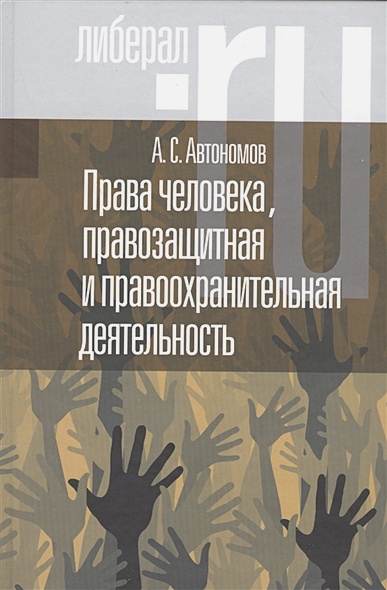 либерал
.ru
А. С. Автономов
Права человека,
правозащитная
и правоохранительная
деятельность